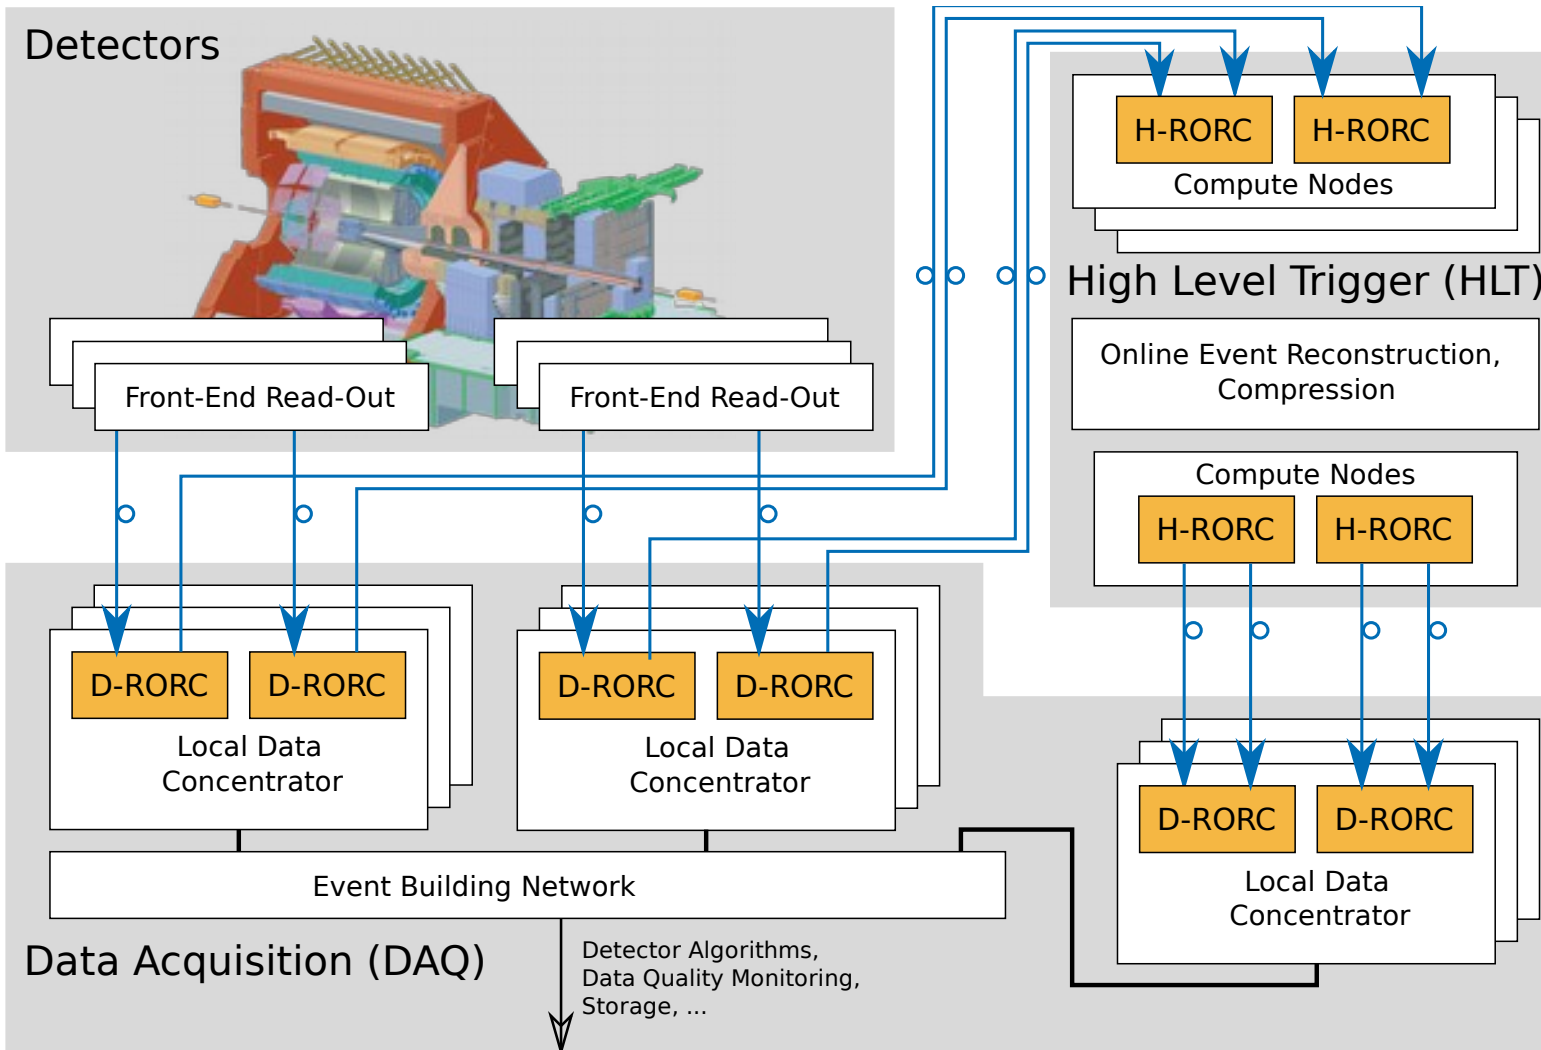 Detectors
Front-End Read-Out
Front-End Read-Out
H-RORC
H-RORC
Compute Nodes
High Level Trigger (HLT)
Online Event Reconstruction,
Compression
Compute Nodes
H-RORC
H-RORC
D-RORC
D-RORC
Local Data
Concentrator
D-RORC
D-RORC
Local Data
Concentrator
D-RORC
D-RORC
Local Data
Concentrator
Event Building Network
Data Acquisition (DAQ)
Detector Algorithms,
Data Quality Monitoring,
Storage, ...